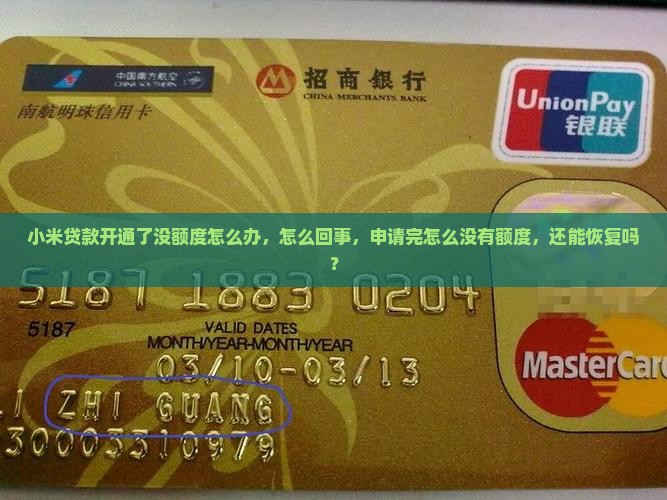 中国南方航空
CHINA SOUTHERN
招商銀行
CHINA MERCHANTS BANK
UnionPay
银联
南航明珠信用卡
小米贷款开通了没额度怎么办，怎么回事，申请完怎么没有额度，还能恢复吗
？
5187 1883 0204
5187
VALID DATES
MONTH/YEAR-MONTH/YEAR
MasterCard
03/10-03/13
ZHI GUANG
30003310979